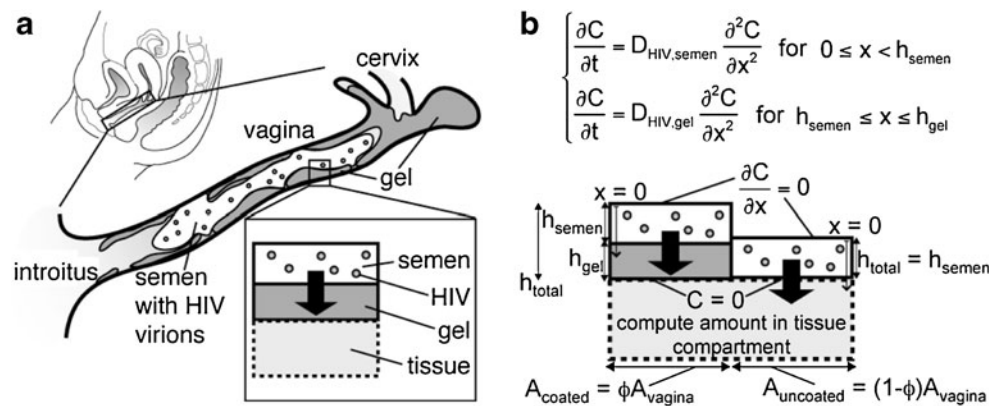 a
cervix
vagina
gel
introitus
semen
with HIV
virions
semen
HIV
gel
tissue
b
∂C/∂t = D_HIV,semen ∂²C/∂x² for 0 ≤ x < h_semen
∂C/∂t = D_HIV,gel ∂²C/∂x² for h_semen ≤ x ≤ h_gel
∂C/∂x = 0
x = 0
x = 0
h_semen
h_gel
h_total
h_total = h_semen
C = 0
compute amount in tissue
compartment
A_coated = ϕA_vagina
A_uncoated = (1-ϕ)A_vagina